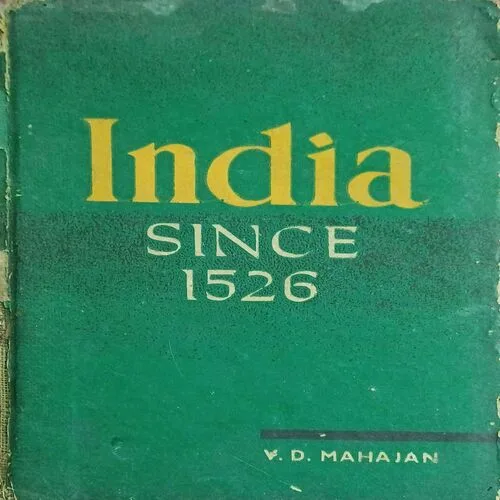 India
SINCE
1526
V. D. MAHAJAN